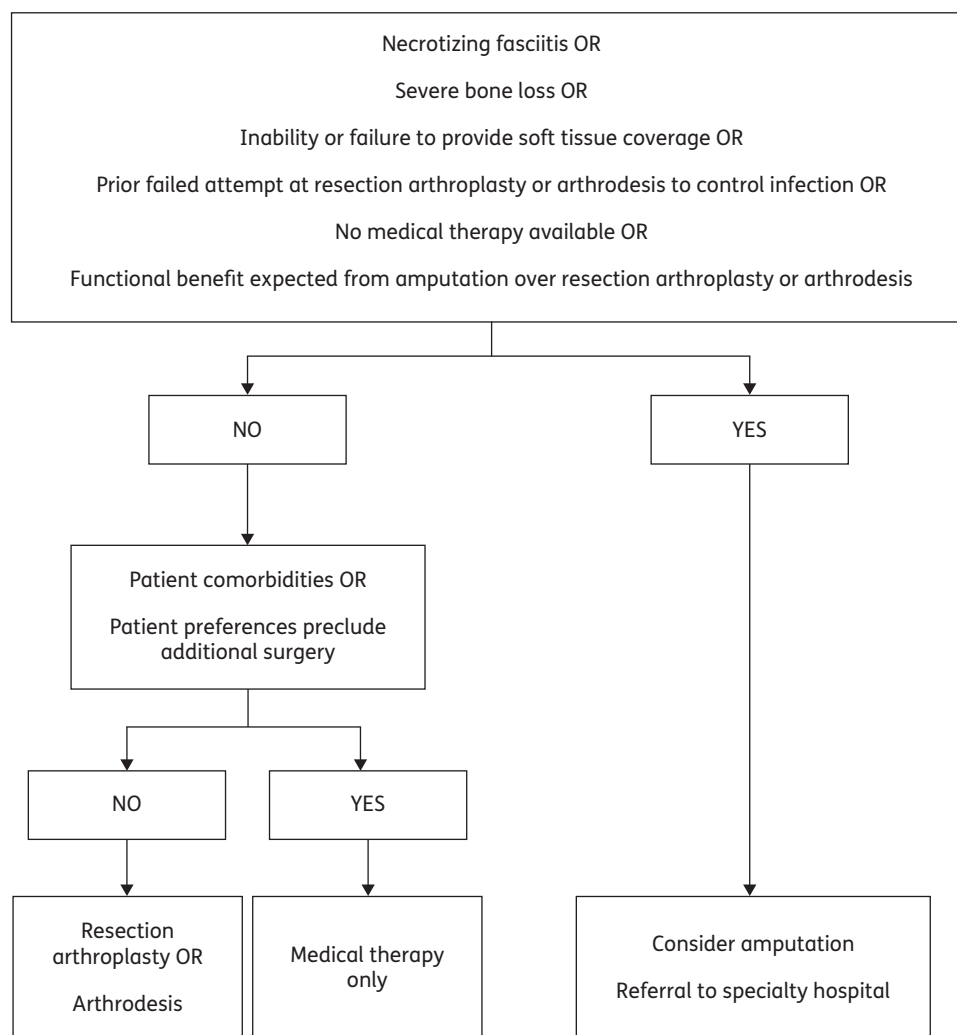 Necrotizing fasciitis OR
Severe bone loss OR
Inability or failure to provide soft tissue coverage OR
Prior failed attempt at resection arthroplasty or arthrodesis to control infection OR
No medical therapy available OR
Functional benefit expected from amputation over resection arthroplasty or arthrodesis
NO
YES
Patient comorbidities OR
Patient preferences preclude
additional surgery
NO
YES
Resection
arthroplasty OR
Arthrodesis
Medical therapy
only
Consider amputation
Referral to specialty hospital